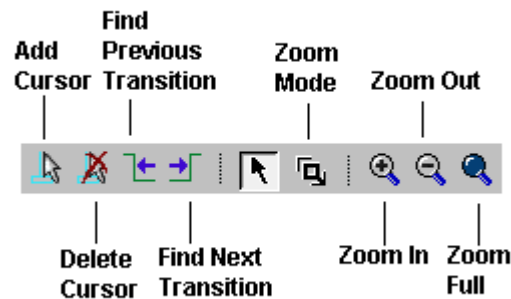 Find
Previous
Transition
Add
Cursor
Zoom
Mode
Zoom Out
Delete
Cursor
Find Next
Transition
Zoom In
Zoom
Full